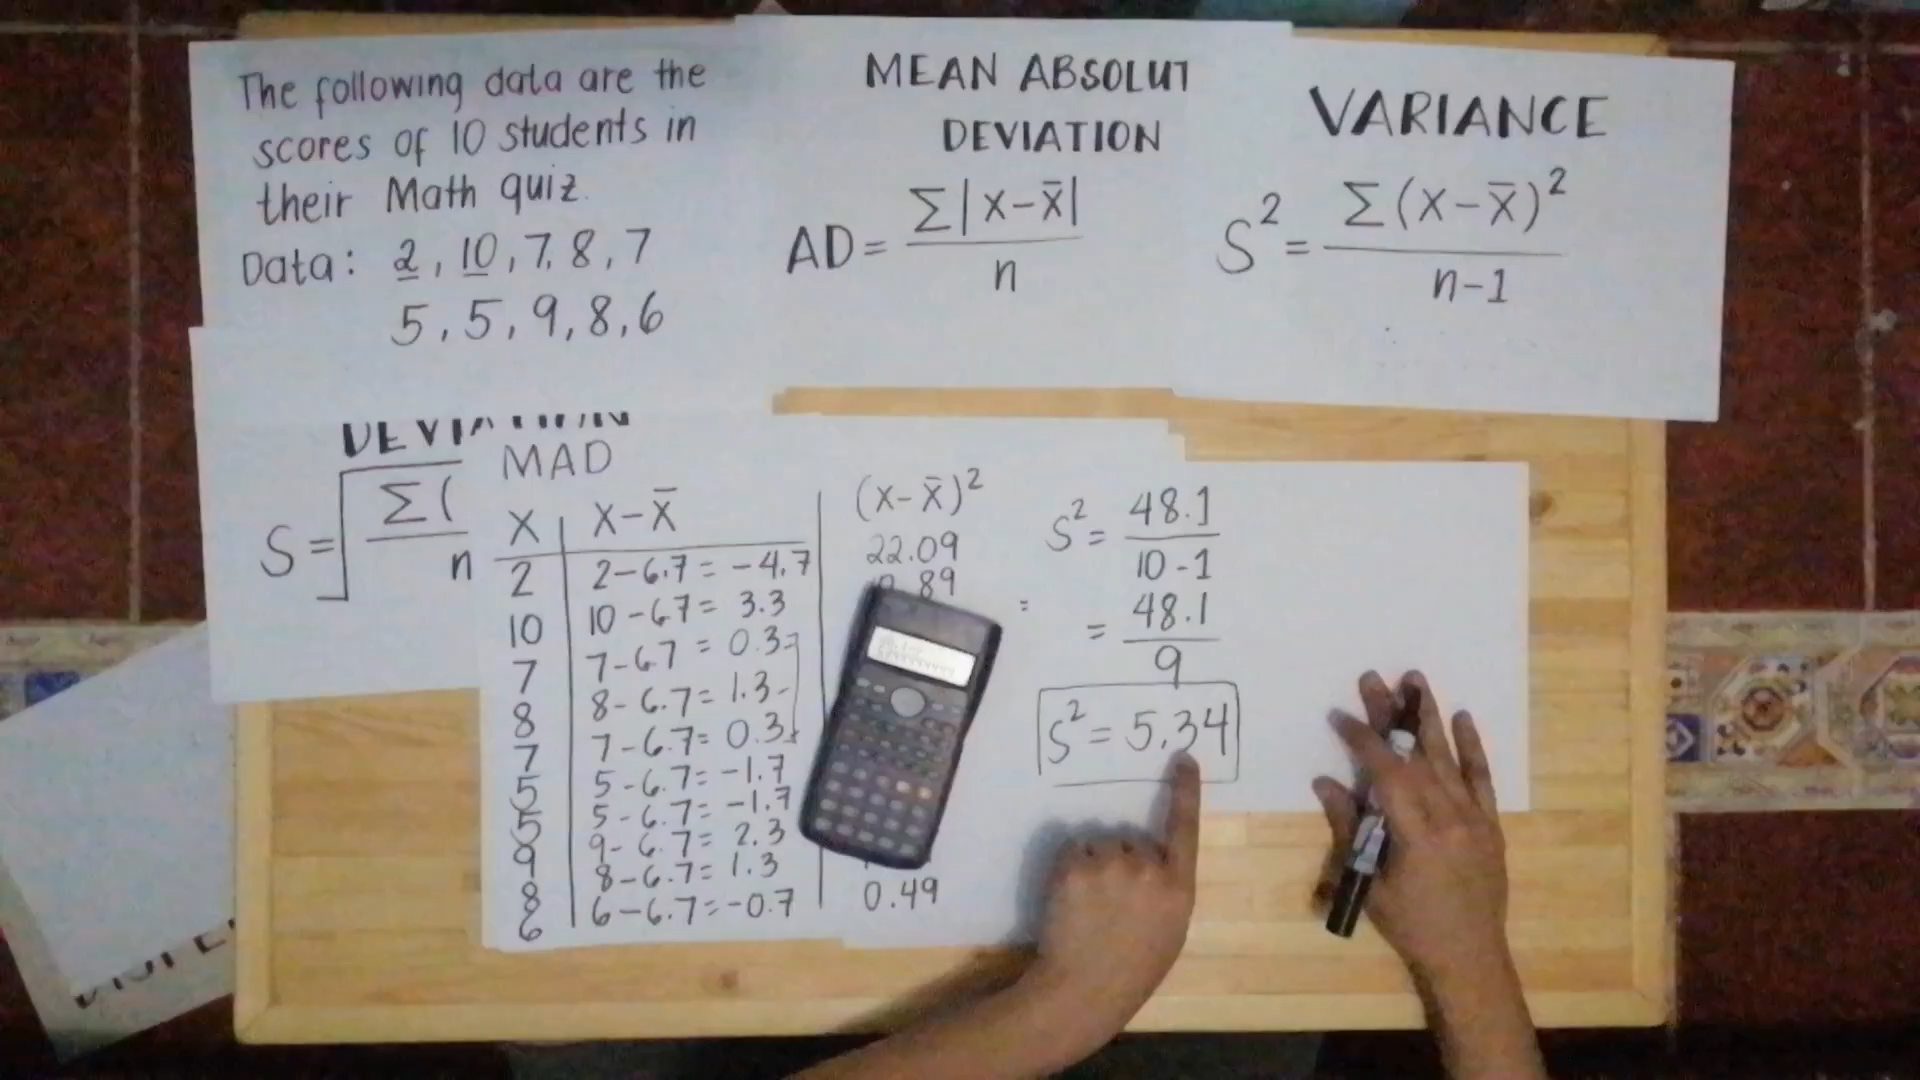 The following data are the
scores of 10 students in
their Math quiz.
Data: 2, 10, 7, 8, 7
5, 5, 9, 8, 6
MEAN ABSOLUT
DEVIATION
AD = Σ|x-x̄|
n
VARIANCE
S² = Σ(x-x̄)²
n-1
DEVIATION
S = √ Σ(
n
MAD
X | X-x̄ | (x-x̄)²
2 | 2-6.7 = -4.7 | 22.09
10 | 10-6.7 = 3.3 | .89
7 | 7-6.7 = 0.3
8 | 8-6.7 = 1.3
7 | 7-6.7 = 0.3
5 | 5-6.7 = -1.7
5 | 5-6.7 = -1.7
9 | 9-6.7 = 2.3
8 | 8-6.7 = 1.3
6 | 6-6.7 = -0.7 | 0.49
S² = 48.1
10-1
= 48.1
9
S² = 5.34